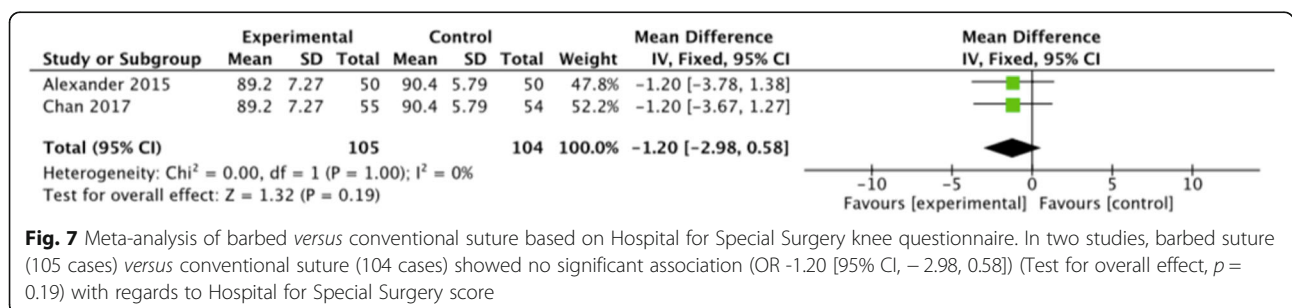 Experimental Control Mean Difference Mean Difference
Study or Subgroup Mean SD Total Mean SD Total Weight IV, Fixed, 95% CI IV, Fixed, 95% CI
Alexander 2015 89.2 7.27 50 90.4 5.79 50 47.8% -1.20 [-3.78, 1.38]
Chan 2017 89.2 7.27 55 90.4 5.79 54 52.2% -1.20 [-3.67, 1.27]
Total (95% CI) 105 104 100.0% -1.20 [-2.98, 0.58]
Heterogeneity: Chi² = 0.00, df = 1 (P = 1.00); I² = 0%
Test for overall effect: Z = 1.32 (P = 0.19)
-10 -5 0 5 10
Favours [experimental] Favours [control]
Fig. 7 Meta-analysis of barbed versus conventional suture based on Hospital for Special Surgery knee questionnaire. In two studies, barbed suture
(105 cases) versus conventional suture (104 cases) showed no significant association (OR -1.20 [95% CI, − 2.98, 0.58]) (Test for overall effect, p =
0.19) with regards to Hospital for Special Surgery score